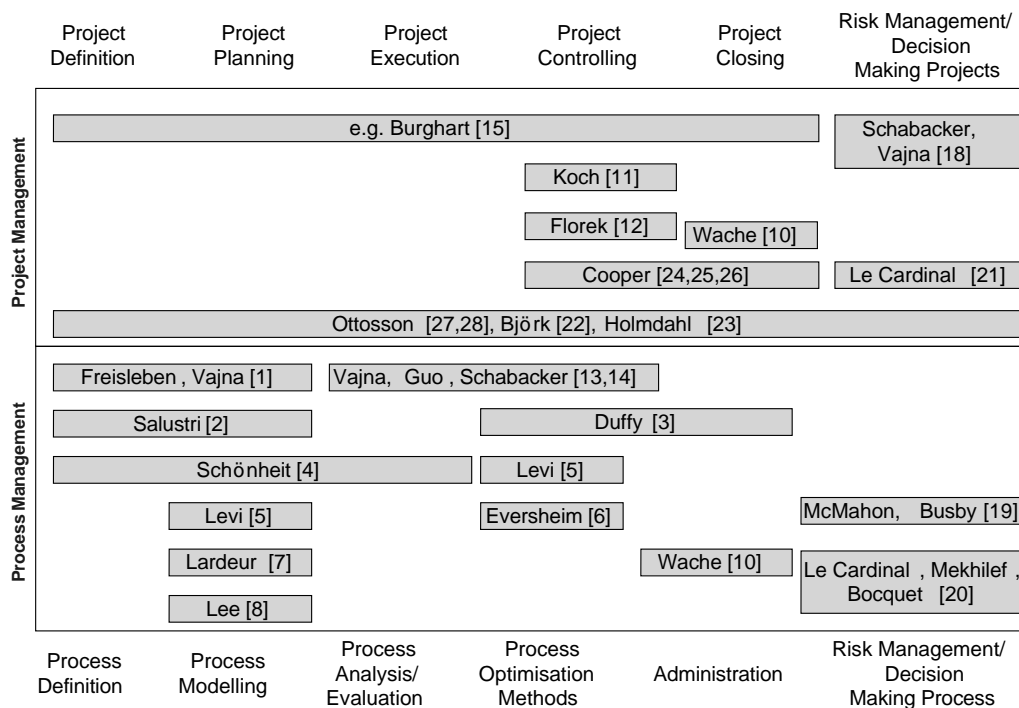 Project
Definition
Project
Planning
Project
Execution
Project
Controlling
Project
Closing
Risk Management/
Decision
Making Projects
Project Management
e.g. Burghart [15]
Schabacker,
Vajna [18]
Koch [11]
Florek [12]
Wache [10]
Cooper [24,25,26]
Le Cardinal [21]
Ottosson [27,28], Björk [22], Holmdahl [23]
Process Management
Freisleben , Vajna [1]
Vajna, Guo , Schabacker [13,14]
Salustri [2]
Duffy [3]
Schönheit [4]
Levi [5]
Levi [5]
Eversheim [6]
McMahon, Busby [19]
Lardeur [7]
Wache [10]
Le Cardinal , Mekhilef ,
Bocquet [20]
Lee [8]
Process
Definition
Process
Modelling
Process
Analysis/
Evaluation
Process
Optimisation
Methods
Administration
Risk Management/
Decision
Making Process